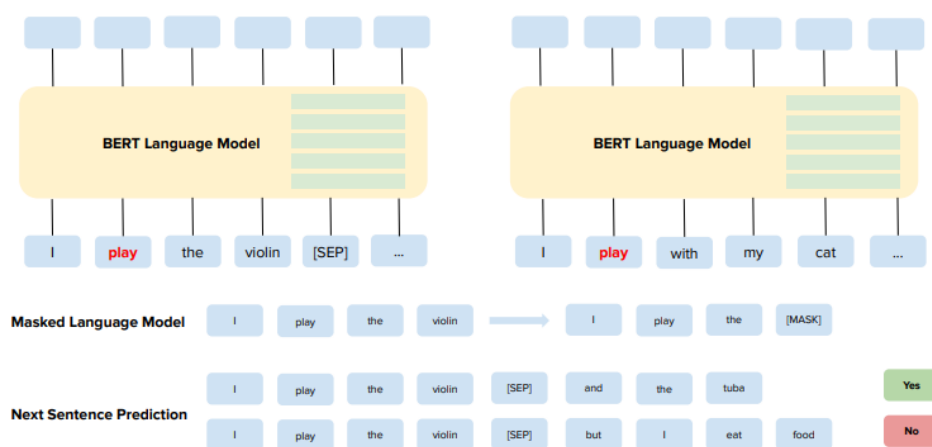 BERT Language Model
I play the violin [SEP] ...
BERT Language Model
I play with my cat ...
Masked Language Model I play the violin I play the [MASK]
Next Sentence Prediction
I play the violin [SEP] and the tuba Yes
I play the violin [SEP] but I eat food No